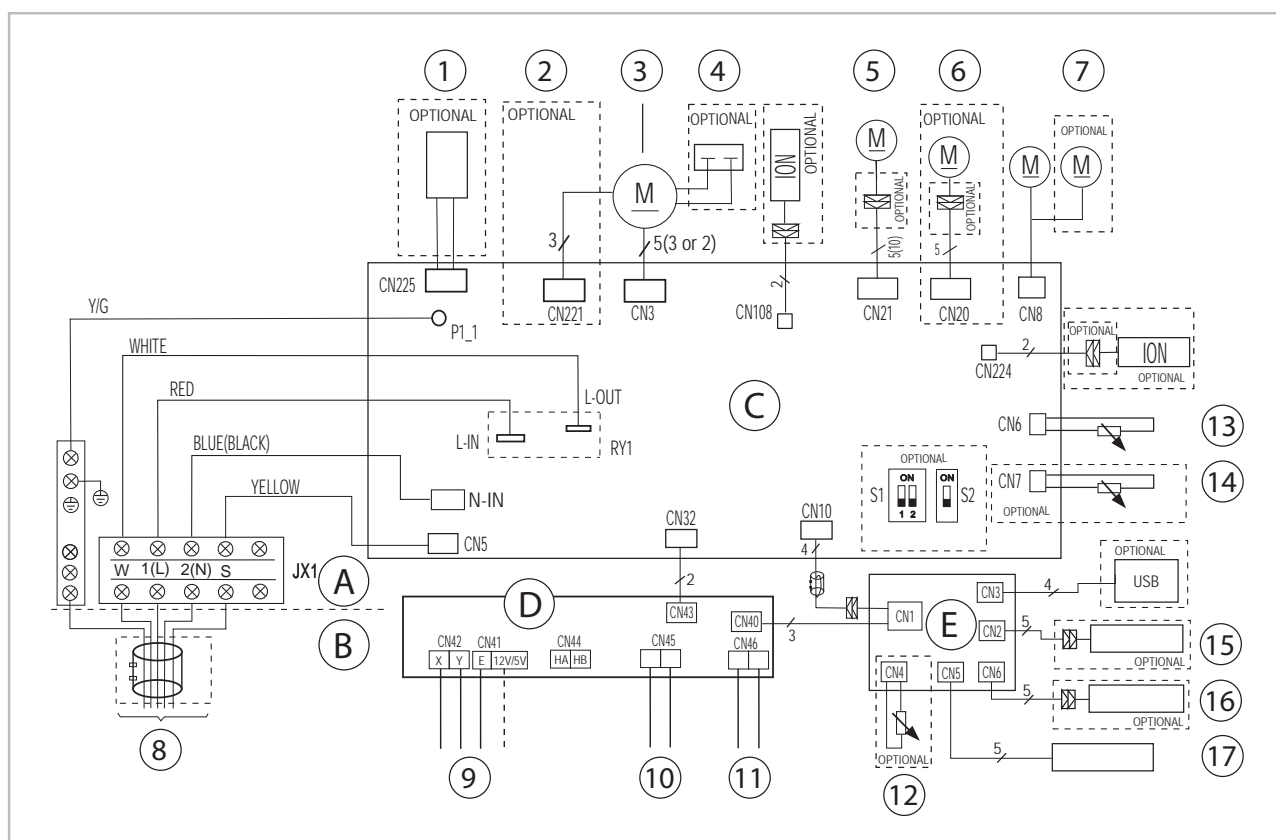 1
2
3
4
5
6
7
OPTIONAL
OPTIONAL
OPTIONAL
ION
OPTIONAL
OPTIONAL
OPTIONAL
M
M
M
M
M
OPTIONAL
OPTIONAL
3
5(3 or 2)
2
5(10)
5
CN225
CN221
CN3
CN108
CN21
CN20
CN8
Y/G
P1_1
WHITE
RED
BLUE(BLACK)
YELLOW
L-OUT
L-IN
RY1
N-IN
CN5
C
CN224
2
OPTIONAL
ION
OPTIONAL
CN6
13
CN7
OPTIONAL
14
OPTIONAL
S1
ON
1 2
ON
S2
CN32
2
CN10
4
W 1(L) 2(N) S
JX1
A
B
8
D
CN43
CN40
3
CN42
X Y
CN41
E 12V/5V
CN44
HA HB
CN45
CN46
9
10
11
E
CN1
CN3
4
OPTIONAL
USB
CN2
5
OPTIONAL
15
CN4
CN5
CN6
5
OPTIONAL
16
OPTIONAL
12
5
17